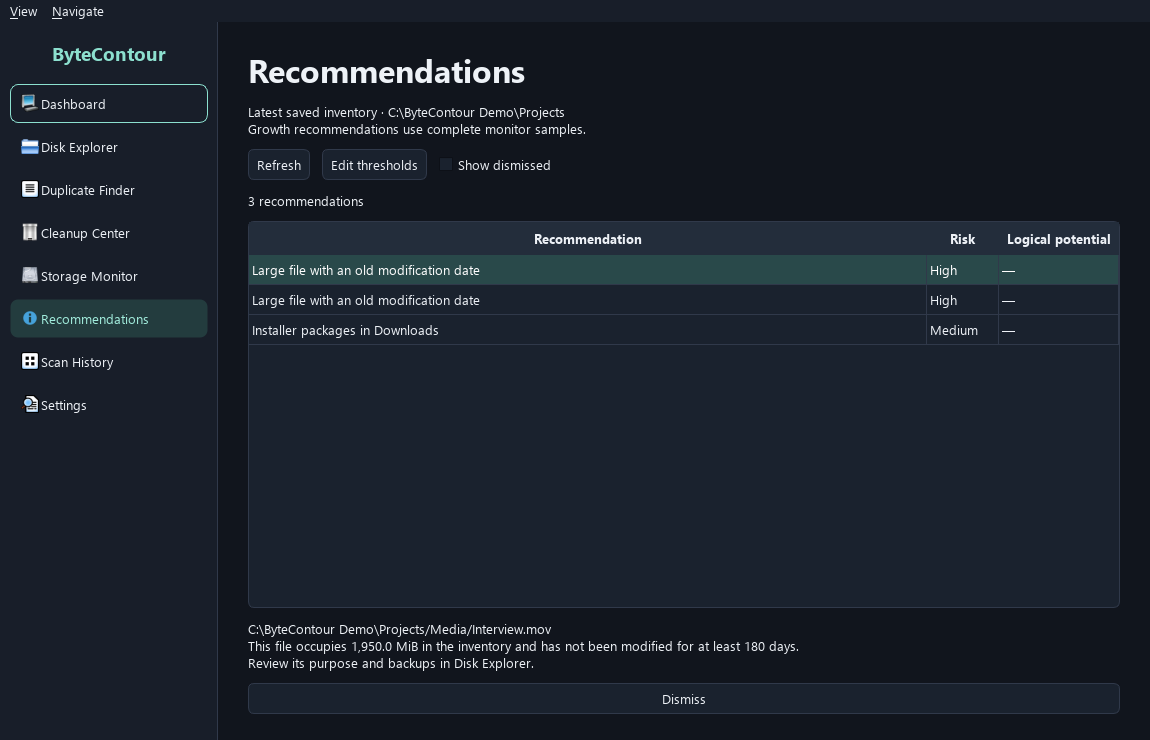 View Navigate
ByteContour
Dashboard
Disk Explorer
Duplicate Finder
Cleanup Center
Storage Monitor
Recommendations
Scan History
Settings
Recommendations
Latest saved inventory · C:\ByteContour Demo\Projects
Growth recommendations use complete monitor samples.
Refresh Edit thresholds Show dismissed
3 recommendations
Recommendation Risk Logical potential
Large file with an old modification date High —
Large file with an old modification date High —
Installer packages in Downloads Medium —
C:\ByteContour Demo\Projects/Media/Interview.mov
This file occupies 1,950.0 MiB in the inventory and has not been modified for at least 180 days.
Review its purpose and backups in Disk Explorer.
Dismiss